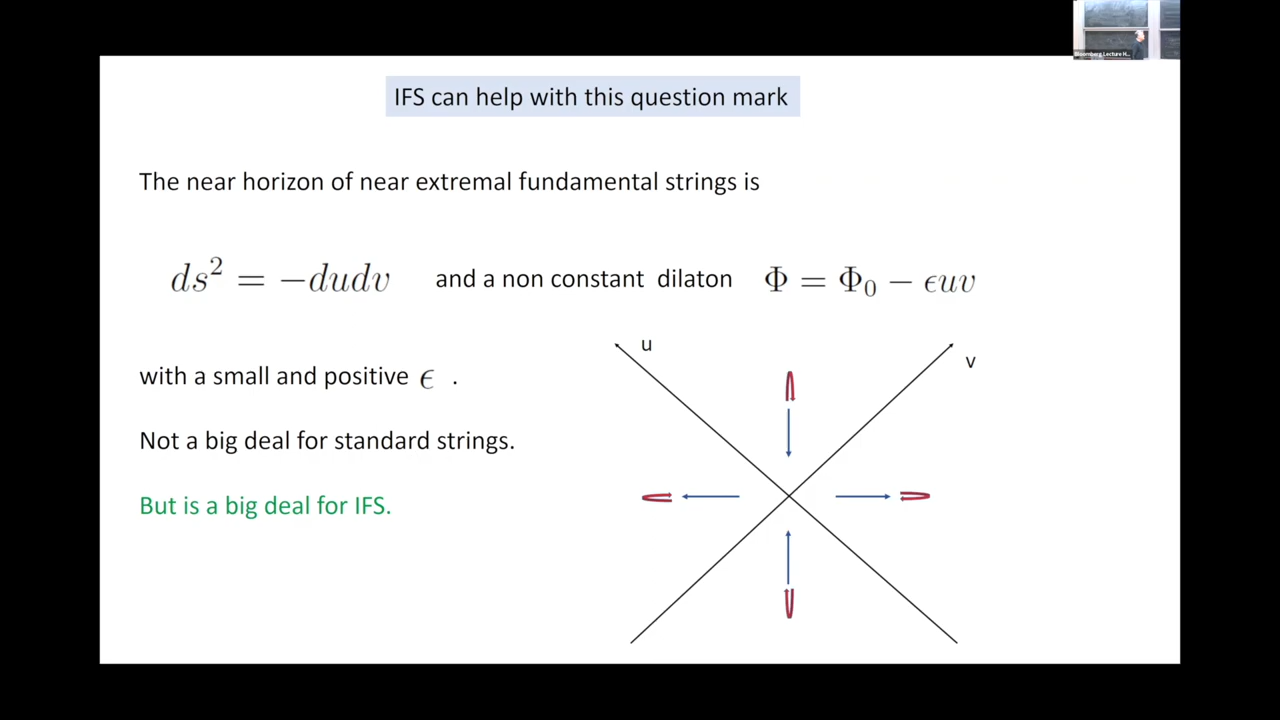 Bloomberg Lecture H...
IFS can help with this question mark
The near horizon of near extremal fundamental strings is
ds² = −dudv and a non constant dilaton Φ = Φ₀ − ϵuv
with a small and positive ϵ .
Not a big deal for standard strings.
But is a big deal for IFS.
u
v